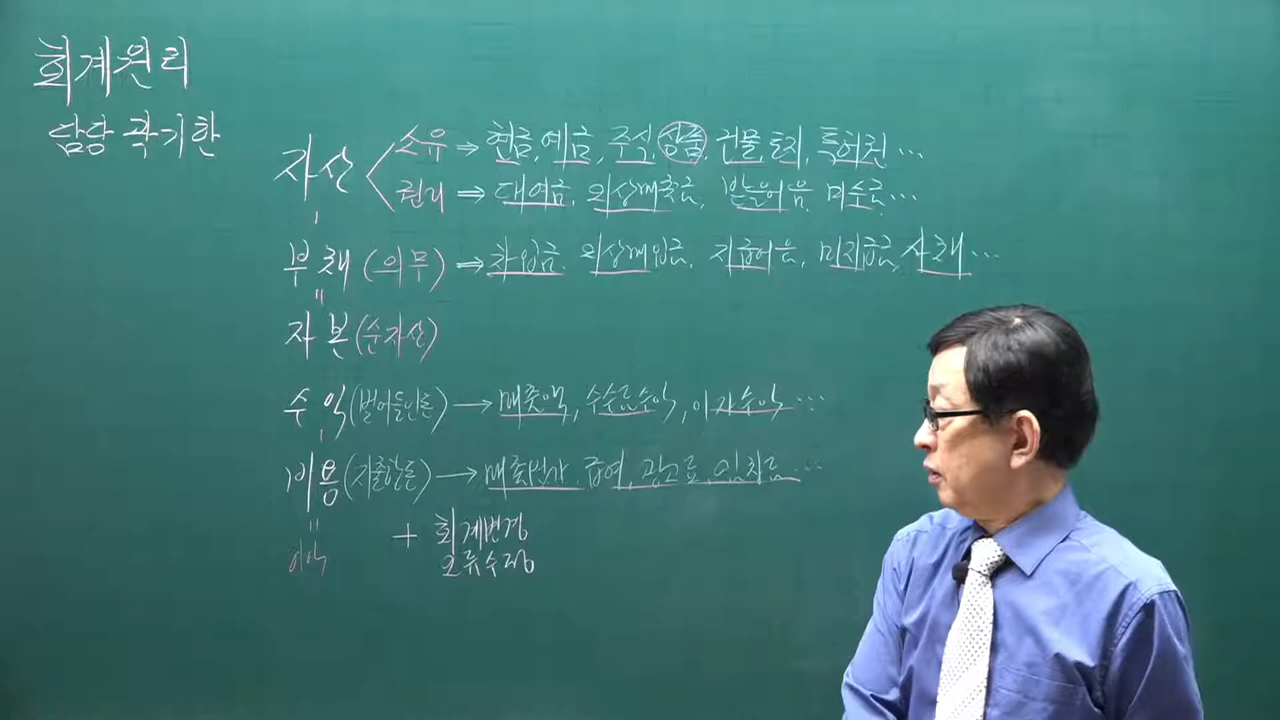 회계원리
담당 곽기한
자산 < 소유 ⇒ 현금, 예금, 주식, 상품, 건물, 토지, 특허권 …
권리 ⇒ 대여금, 외상매출금, 받을어음, 미수금 …
-
부채 (의무) ⇒ 차입금, 외상매입금, 지급어음, 미지급금, 사채 …
=
자본 (순자산)
수익 (벌어들인돈) → 매출액, 수수료수익, 이자수익 …
-
비용 (지출한돈) → 매출원가, 급여, 광고료, 임차료 …
=
이익 + 회계변경
오류수정